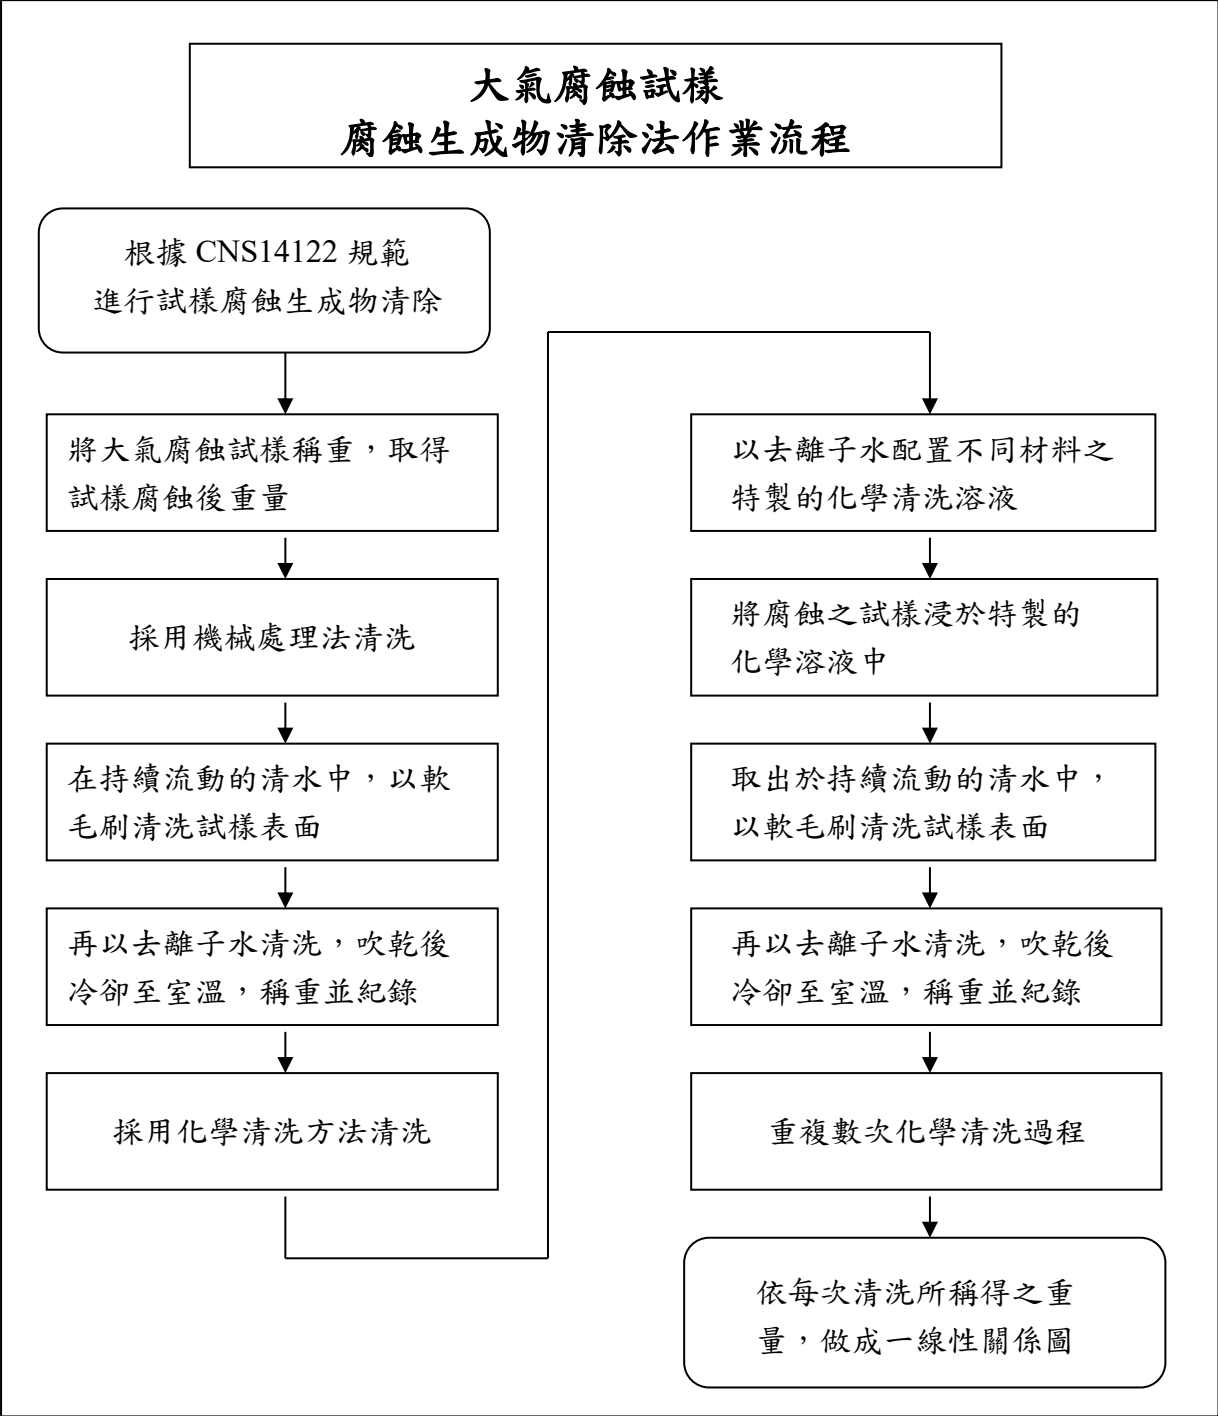 大氣腐蝕試樣
腐蝕生成物清除法作業流程
根據 CNS14122 規範
進行試樣腐蝕生成物清除
將大氣腐蝕試樣稱重，取得
試樣腐蝕後重量
採用機械處理法清洗
在持續流動的清水中，以軟
毛刷清洗試樣表面
再以去離子水清洗，吹乾後
冷卻至室溫，稱重並紀錄
採用化學清洗方法清洗
以去離子水配置不同材料之
特製的化學清洗溶液
將腐蝕之試樣浸於特製的
化學溶液中
取出於持續流動的清水中，
以軟毛刷清洗試樣表面
再以去離子水清洗，吹乾後
冷卻至室溫，稱重並紀錄
重複數次化學清洗過程
依每次清洗所稱得之重
量，做成一線性關係圖